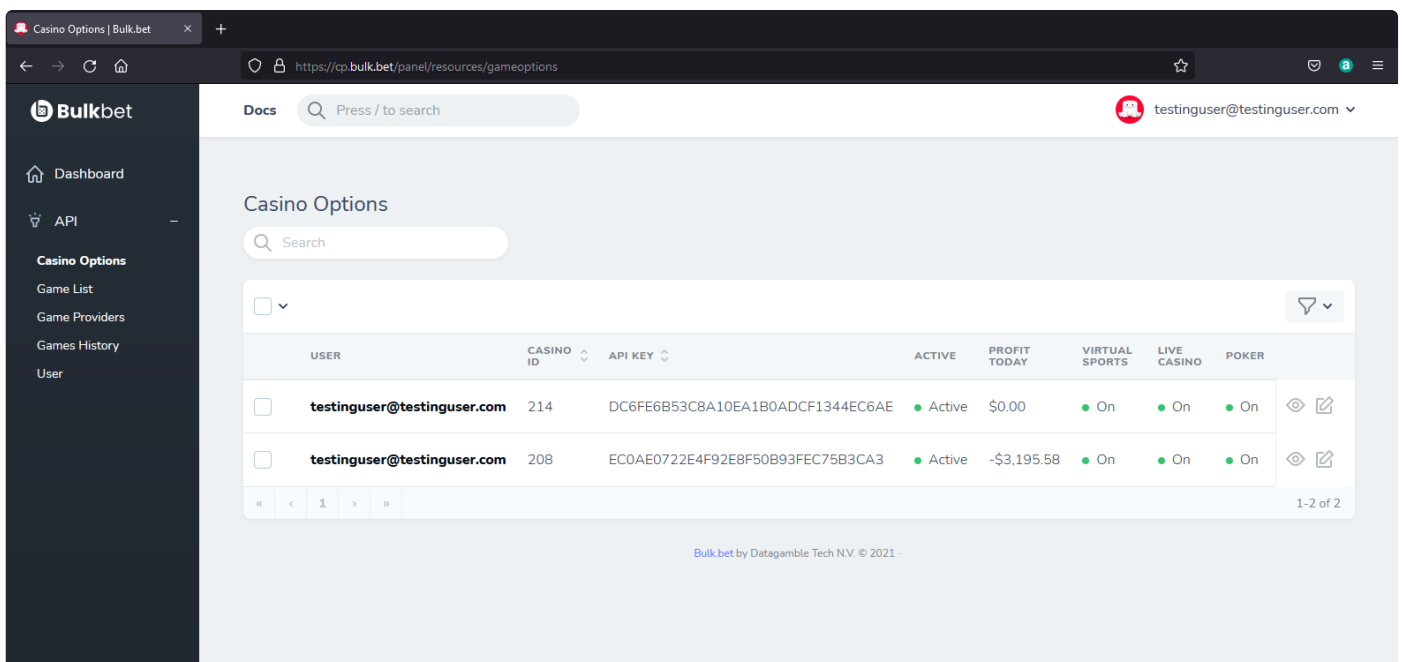 Casino Options | Bulk.bet
https://cp.bulk.bet/panel/resources/gameoptions
Bulkbet
Docs
Press / to search
testinguser@testinguser.com
Dashboard
API
Casino Options
Game List
Game Providers
Games History
User
Casino Options
Search
USER CASINO ID API KEY ACTIVE PROFIT TODAY VIRTUAL SPORTS LIVE CASINO POKER
testinguser@testinguser.com 214 DC6FE6B53C8A10EA1B0ADCF1344EC6AE Active $0.00 On On On
testinguser@testinguser.com 208 EC0AE0722E4F92E8F50B93FEC75B3CA3 Active -$3,195.58 On On On
« ‹ 1 › » 1-2 of 2
Bulk.bet by Datagamble Tech N.V. © 2021 ·